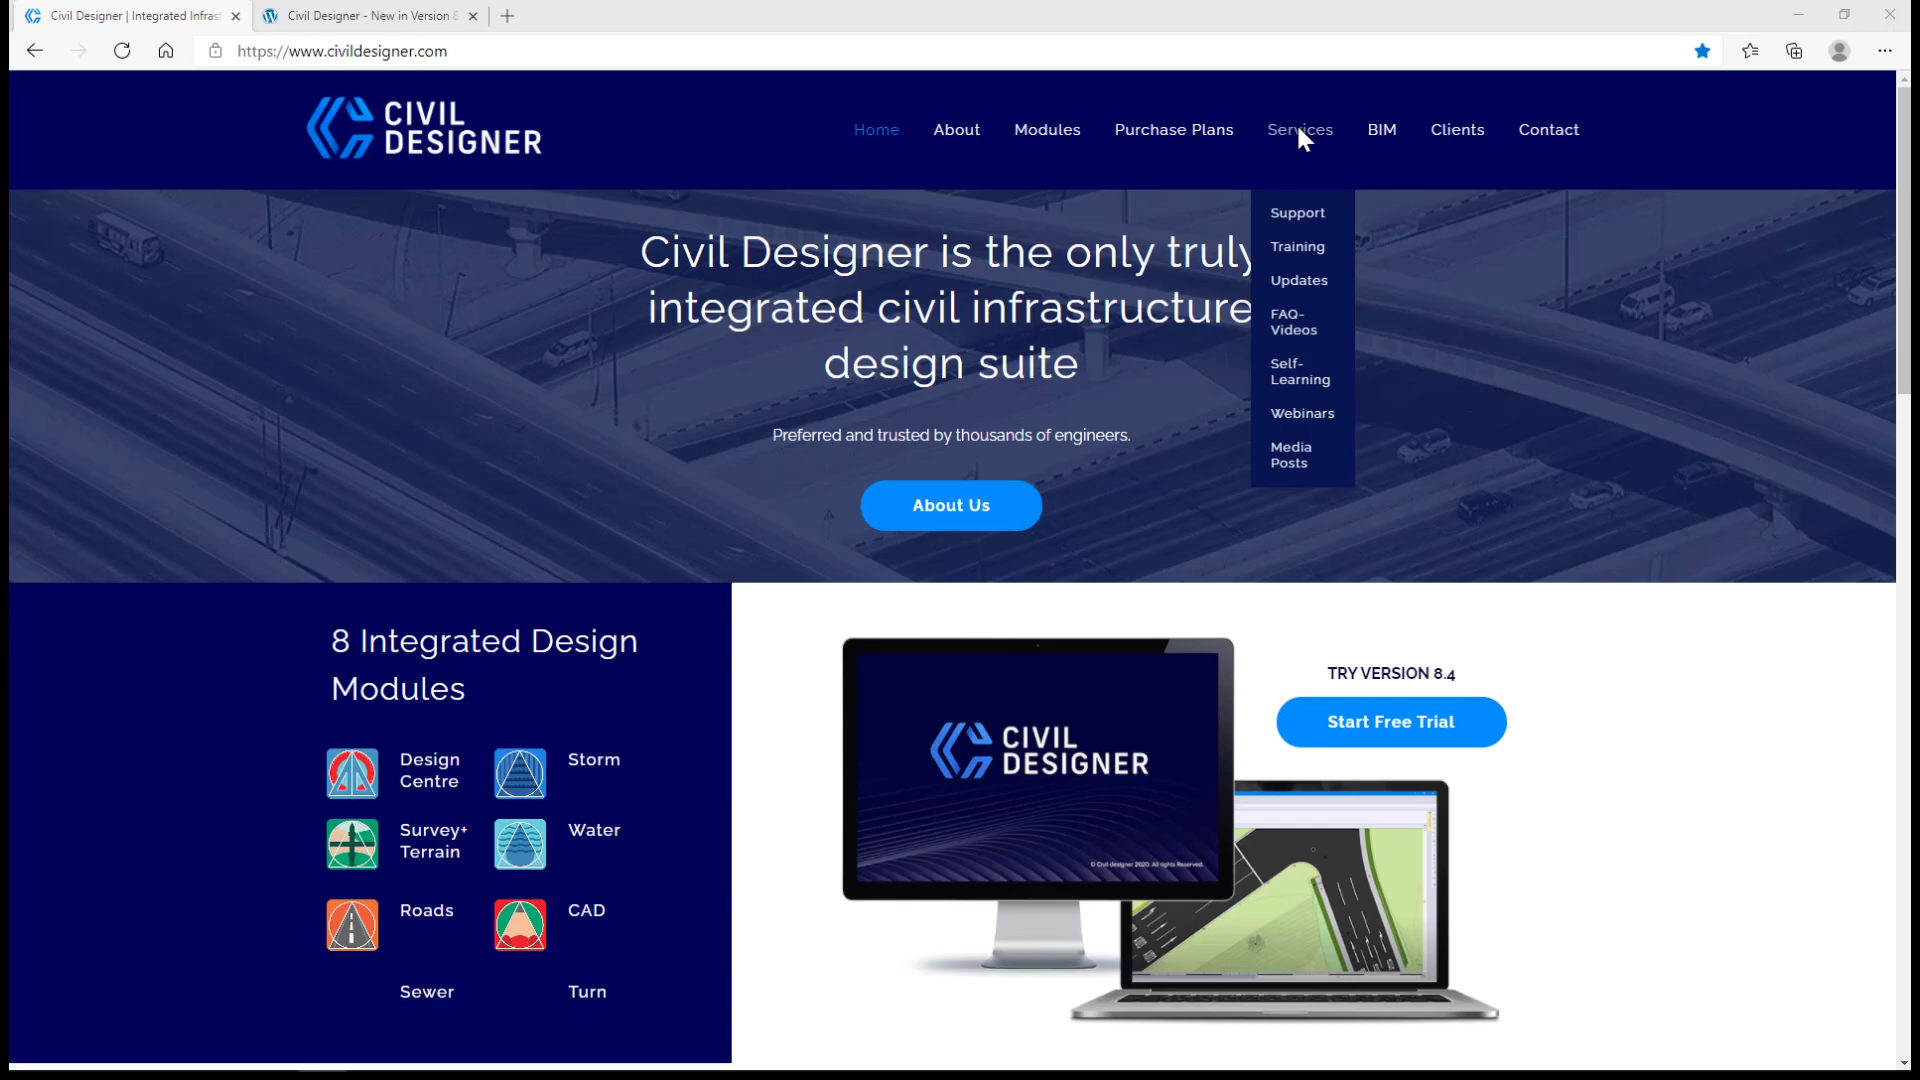 Civil Designer | Integrated Infras
Civil Designer - New in Version 8
https://www.civildesigner.com
CIVIL
DESIGNER
Home
About
Modules
Purchase Plans
Services
BIM
Clients
Contact
Support
Training
Updates
FAQ-
Videos
Self-
Learning
Webinars
Media
Posts
Civil Designer is the only truly
integrated civil infrastructure
design suite
Preferred and trusted by thousands of engineers.
About Us
8 Integrated Design
Modules
Design
Centre
Storm
Survey+
Terrain
Water
Roads
CAD
Sewer
Turn
CIVIL
DESIGNER
© Civil designer 2020. All rights Reserved.
TRY VERSION 8.4
Start Free Trial